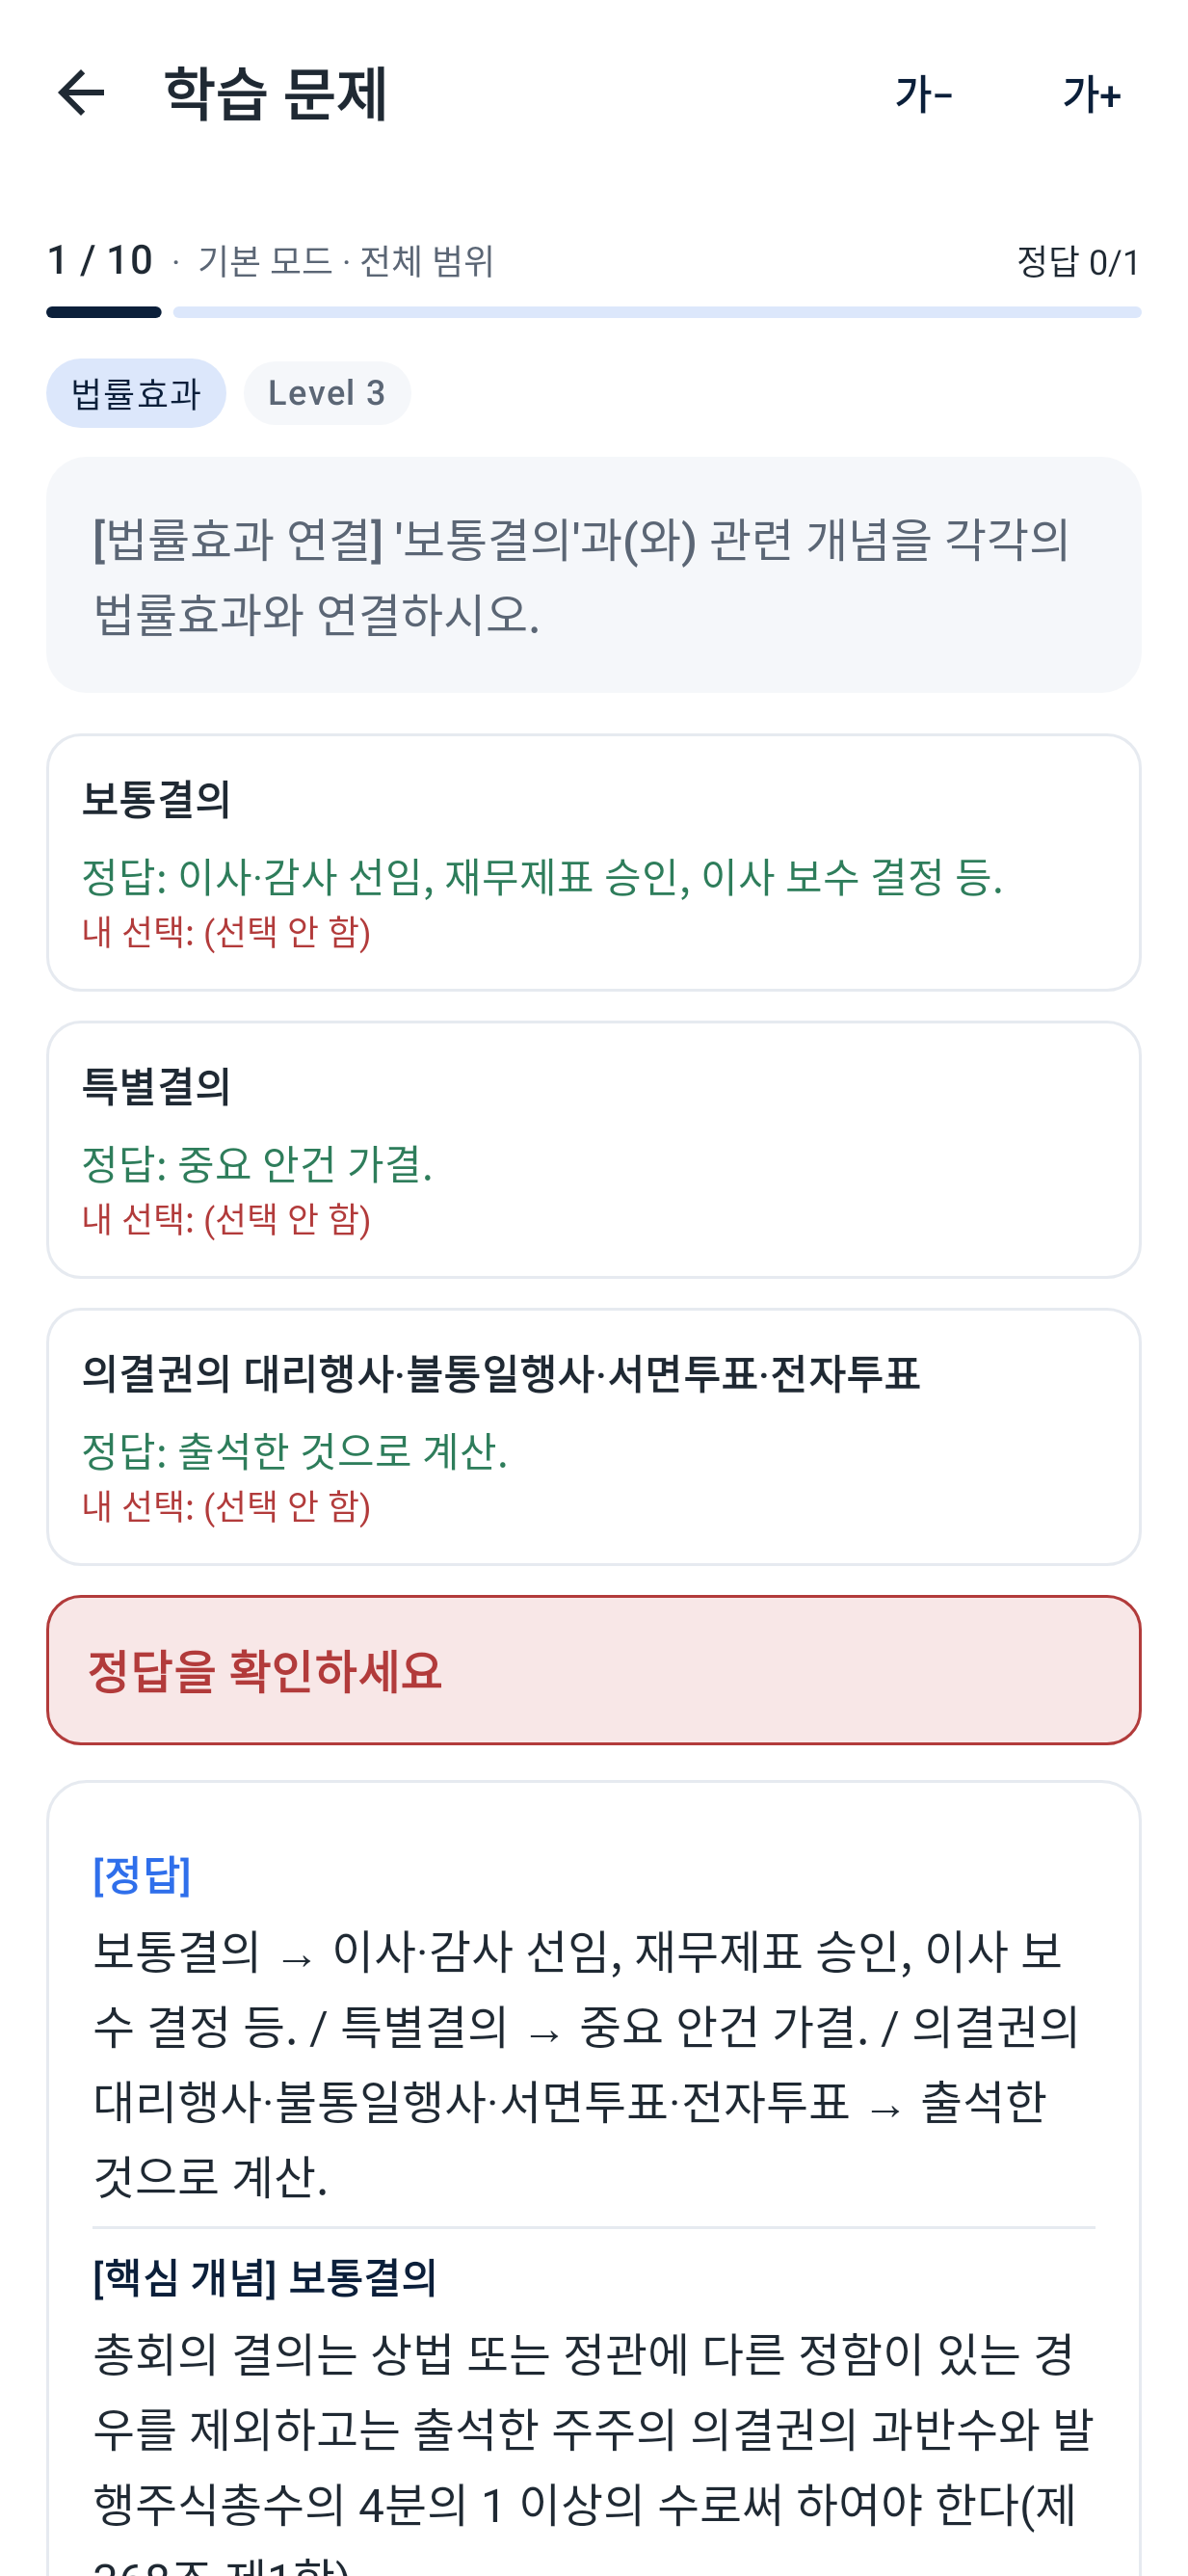 학습 문제
가-
가+
1 / 10 · 기본 모드 · 전체 범위
정답 0/1
법률효과
Level 3
[법률효과 연결] '보통결의'과(와) 관련 개념을 각각의
법률효과와 연결하시오.
보통결의
정답: 이사·감사 선임, 재무제표 승인, 이사 보수 결정 등.
내 선택: (선택 안 함)
특별결의
정답: 중요 안건 가결.
내 선택: (선택 안 함)
의결권의 대리행사·불통일행사·서면투표·전자투표
정답: 출석한 것으로 계산.
내 선택: (선택 안 함)
정답을 확인하세요
[정답]
보통결의 → 이사·감사 선임, 재무제표 승인, 이사 보
수 결정 등. / 특별결의 → 중요 안건 가결. / 의결권의
대리행사·불통일행사·서면투표·전자투표 → 출석한
것으로 계산.
[핵심 개념] 보통결의
총회의 결의는 상법 또는 정관에 다른 정함이 있는 경
우를 제외하고는 출석한 주주의 의결권의 과반수와 발
행주식총수의 4분의 1 이상의 수로써 하여야 한다(제